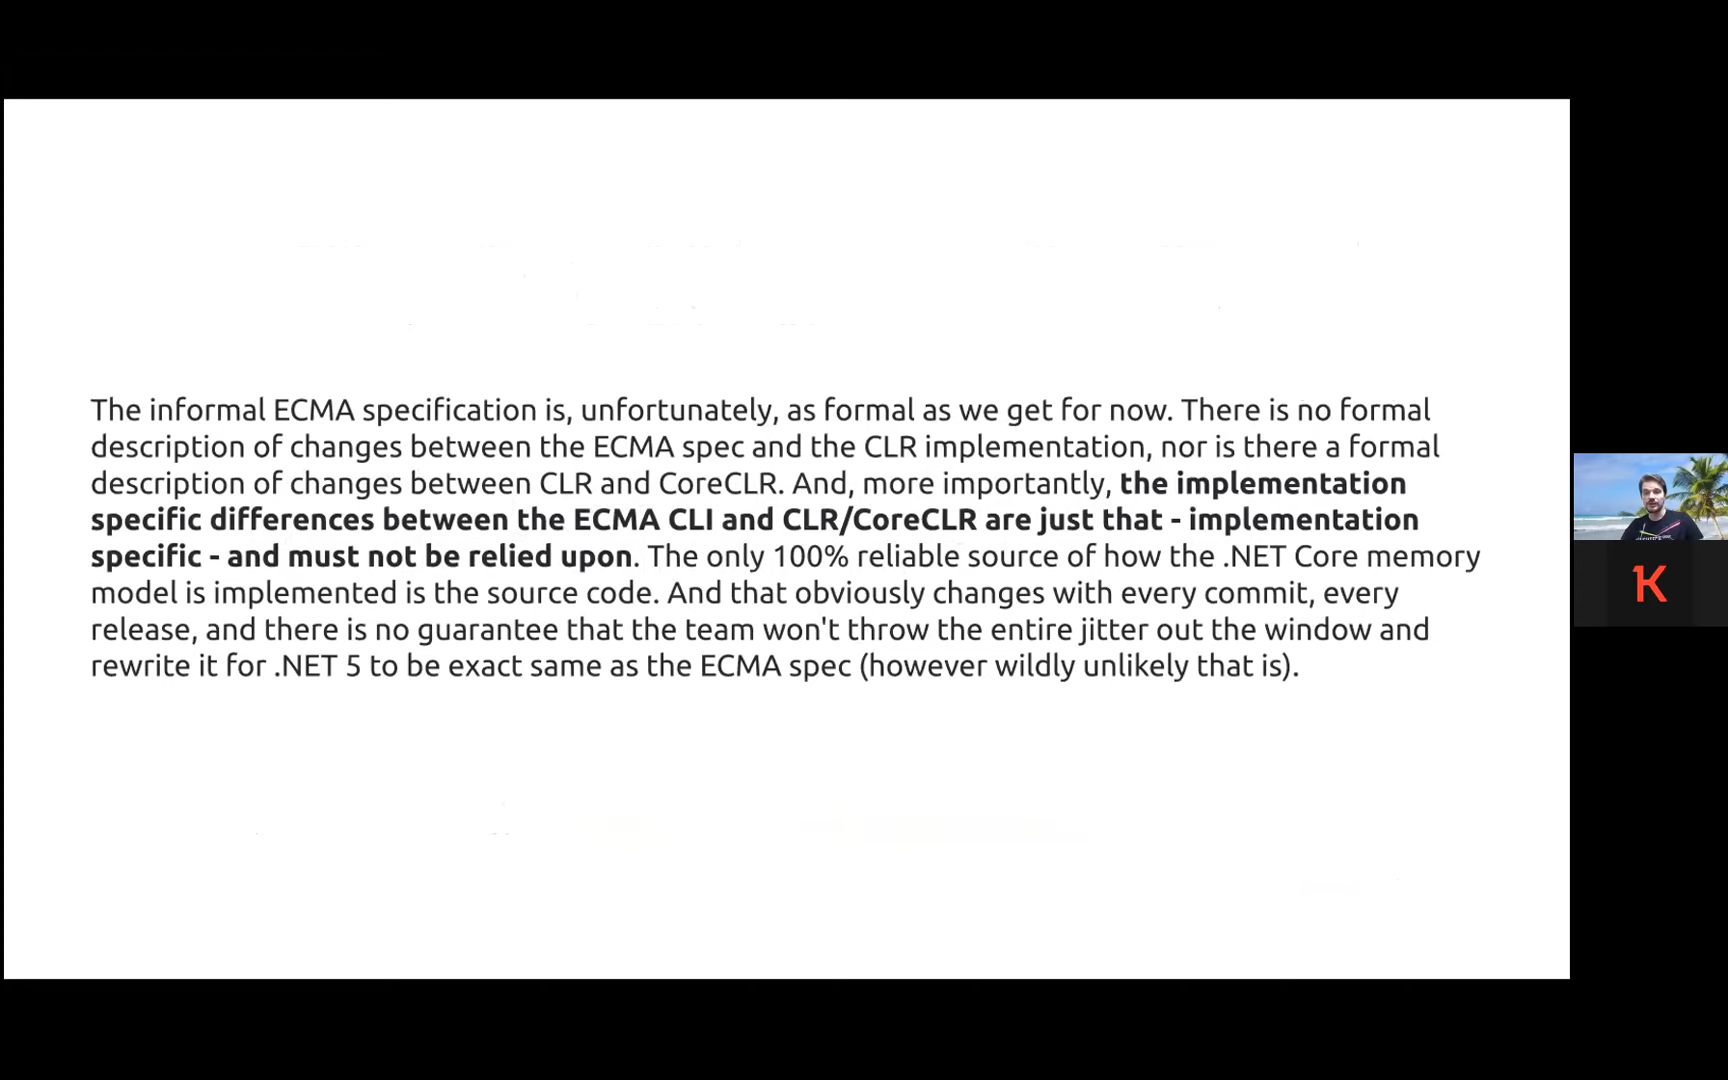 The informal ECMA specification is, unfortunately, as formal as we get for now. There is no formal
description of changes between the ECMA spec and the CLR implementation, nor is there a formal
description of changes between CLR and CoreCLR. And, more importantly, the implementation
specific differences between the ECMA CLI and CLR/CoreCLR are just that - implementation
specific - and must not be relied upon. The only 100% reliable source of how the .NET Core memory
model is implemented is the source code. And that obviously changes with every commit, every
release, and there is no guarantee that the team won't throw the entire jitter out the window and
rewrite it for .NET 5 to be exact same as the ECMA spec (however wildly unlikely that is).
K